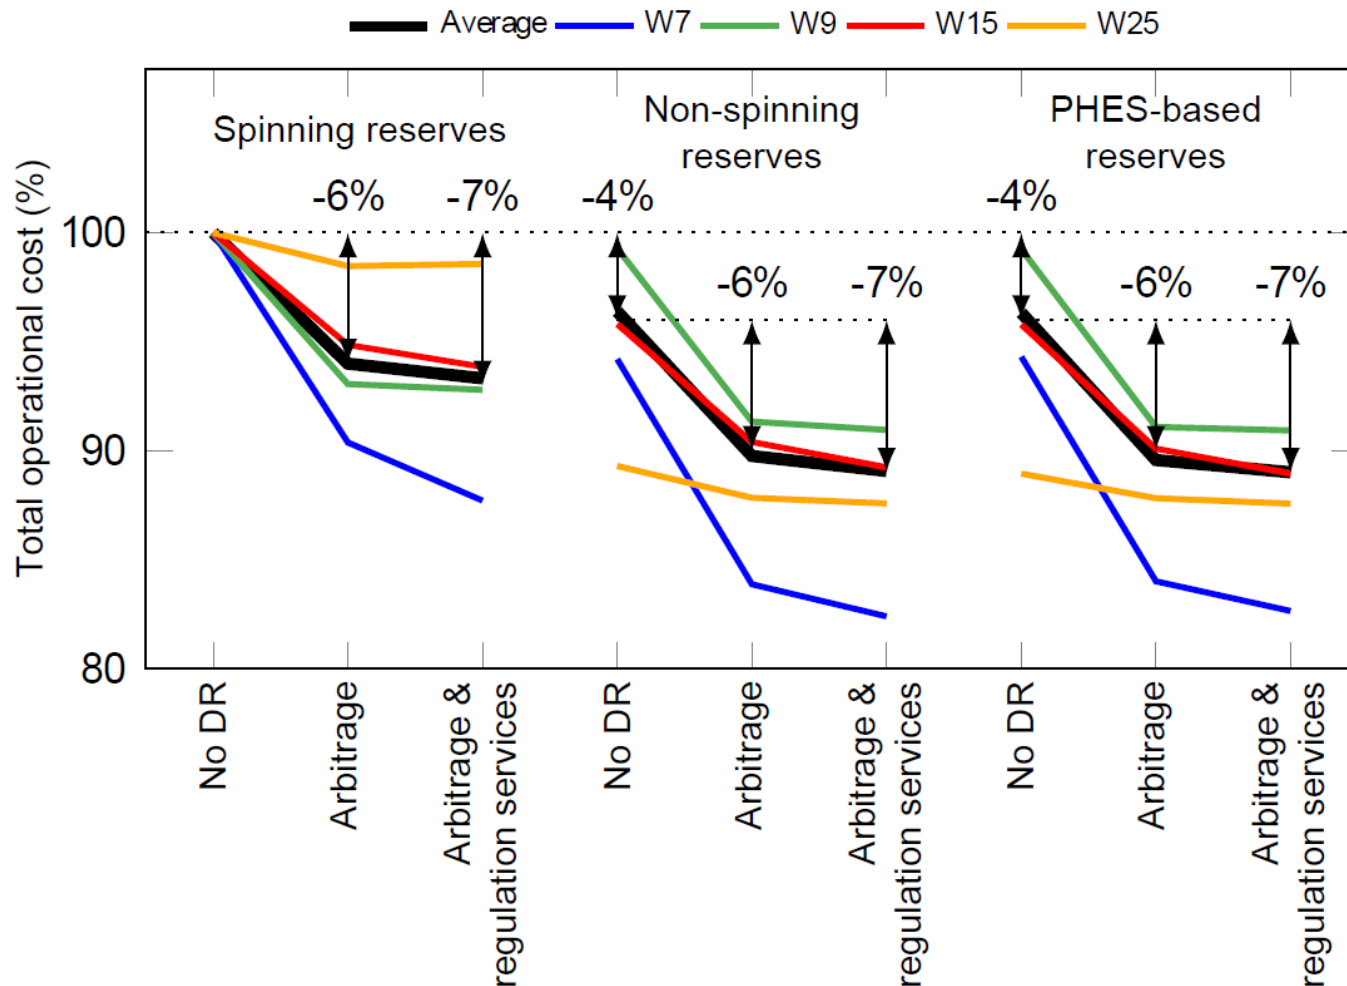 Average W7 W9 W15 W25
Total operational cost (%)
100
90
80
Spinning reserves
-6% -7%
Non-spinning
reserves
-4%
-6% -7%
PHES-based
reserves
-4%
-6% -7%
No DR
Arbitrage
Arbitrage &
regulation services
No DR
Arbitrage
Arbitrage &
regulation services
No DR
Arbitrage
Arbitrage &
regulation services